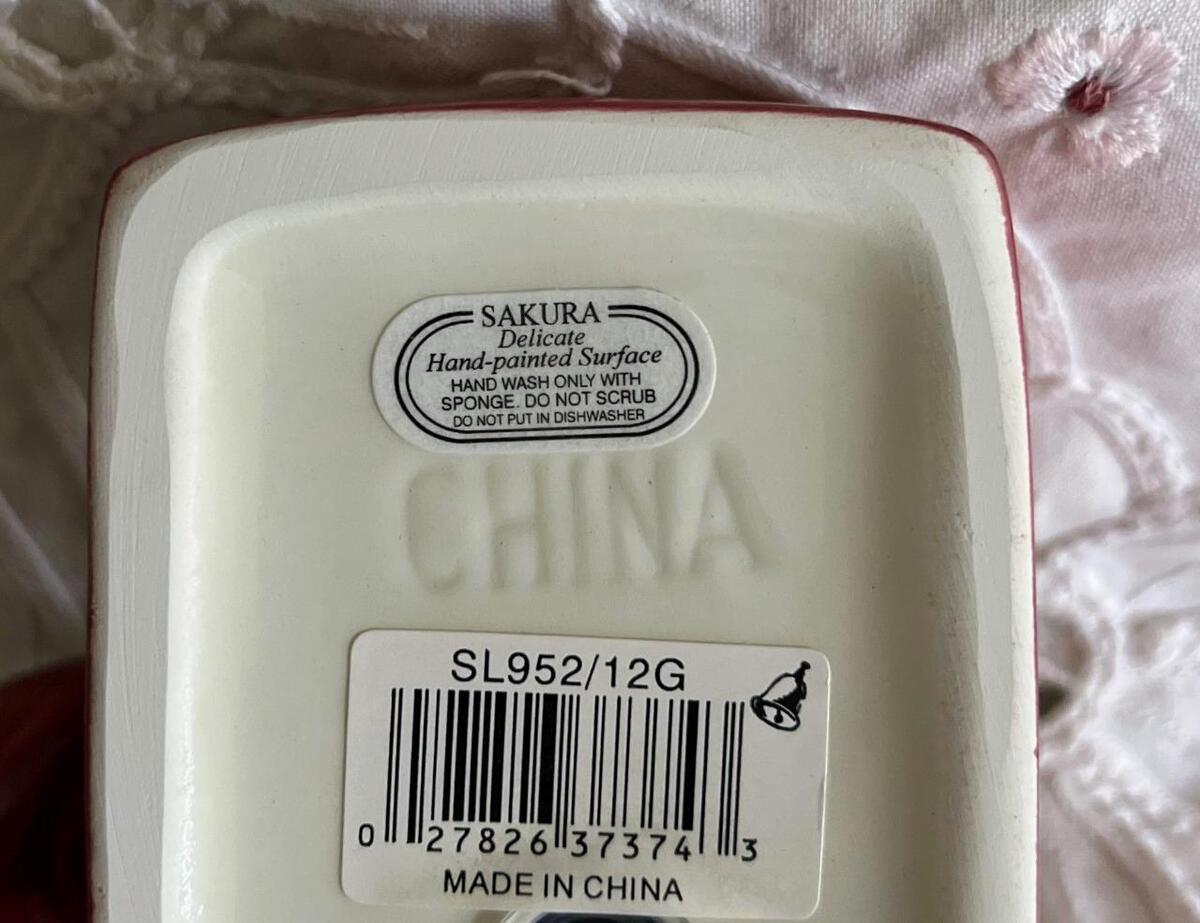 SAKURA
Delicate
Hand-painted Surface
HAND WASH ONLY WITH
SPONGE. DO NOT SCRUB
DO NOT PUT IN DISHWASHER
CHINA
SL952/12G
0 27826 37374 3
MADE IN CHINA